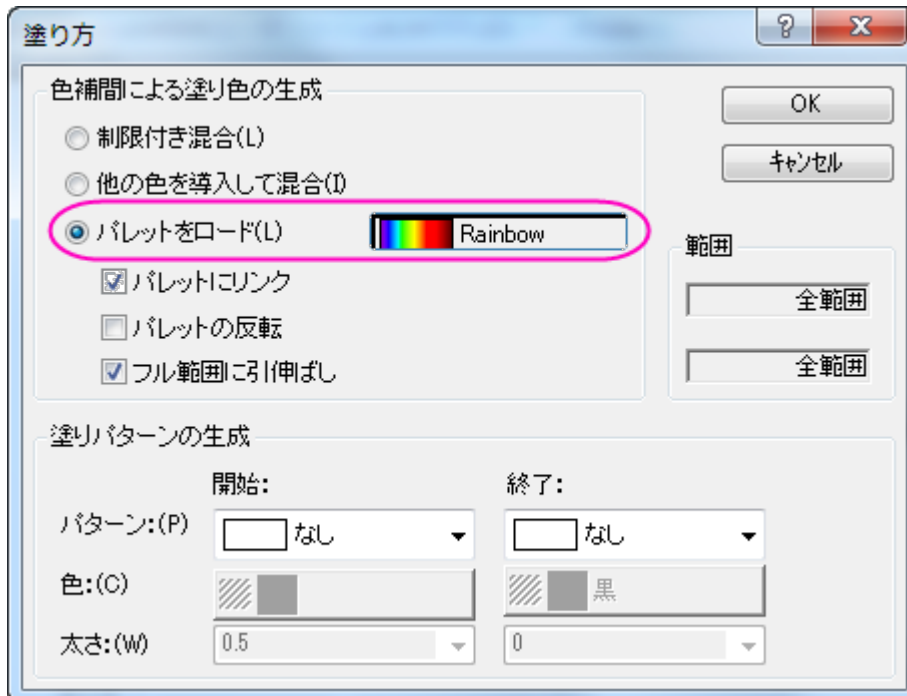 塗り方
色補間による塗り色の生成
OK
制限付き混合(L)
キャンセル
他の色を導入して混合(I)
パレットをロード(L) Rainbow
範囲
パレットにリンク
全範囲
パレットの反転
フル範囲に引伸ばし
全範囲
塗りパターンの生成
開始: 終了:
パターン:(P) なし なし
色:(C) 黒
太さ:(W) 0.5 0